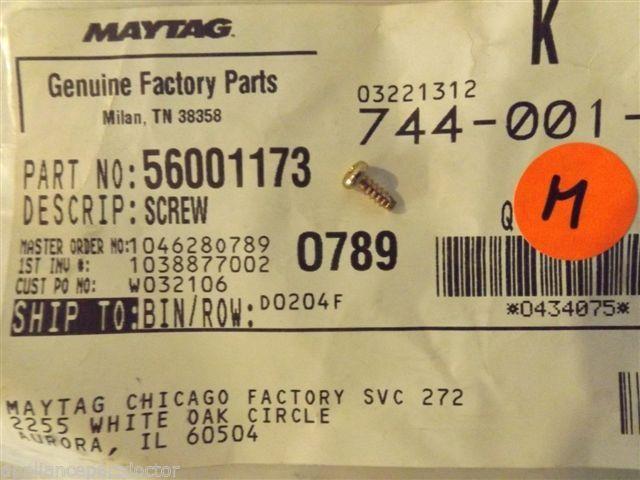 MAYTAG
K
Genuine Factory Parts
Milan, TN 38358
03221312
744-001-
PART NO: 56001173
DESCRIP: SCREW
Q
M
MASTER ORDER NO: 1046280789
0789
1ST INV #: 1038877002
CUST PO NO: W032106
*0434075*
SHIP TO: BIN/ROW: D0204F
MAYTAG CHICAGO FACTORY SVC 272
2255 WHITE OAK CIRCLE
AURORA, IL 60504